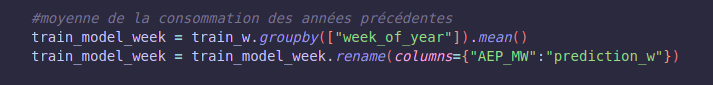 #moyenne de la consommation des années précédentes
train_model_week = train_w.groupby(["week_of_year"]).mean()
train_model_week = train_model_week.rename(columns={"AEP_MW":"prediction_w"})